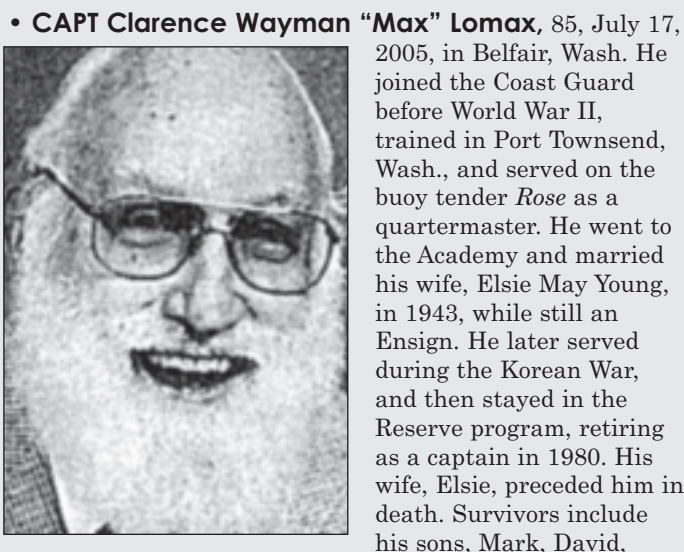 • CAPT Clarence Wayman “Max” Lomax, 85, July 17,
2005, in Belfair, Wash. He
joined the Coast Guard
before World War II,
trained in Port Townsend,
Wash., and served on the
buoy tender Rose as a
quartermaster. He went to
the Academy and married
his wife, Elsie May Young,
in 1943, while still an
Ensign. He later served
during the Korean War,
and then stayed in the
Reserve program, retiring
as a captain in 1980. His
wife, Elsie, preceded him in
death. Survivors include
his sons, Mark, David,